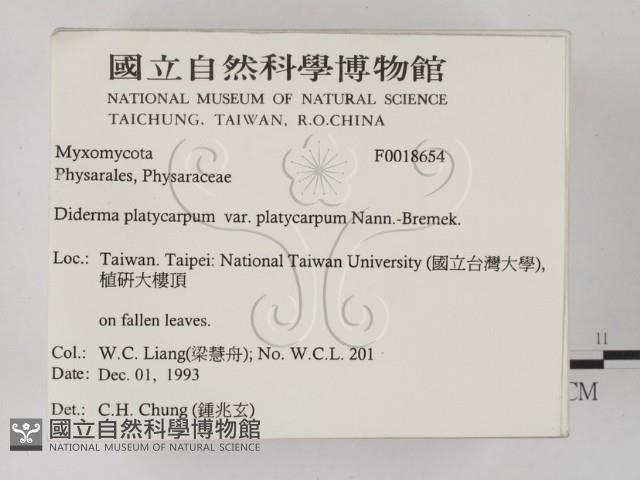 國立自然科學博物館
NATIONAL MUSEUM OF NATURAL SCIENCE
TAICHUNG, TAIWAN, R.O.CHINA
Myxomycota F0018654
Physarales, Physaraceae
Diderma platycarpum var. platycarpum Nann.-Bremek.
Loc.: Taiwan. Taipei: National Taiwan University (國立台灣大學),
植硏大樓頂
on fallen leaves.
Col.: W.C. Liang(梁慧舟); No. W.C.L. 201
Date: Dec. 01, 1993
Det.: C.H. Chung (鍾兆玄)
國立自然科學博物館
NATIONAL MUSEUM OF NATURAL SCIENCE
11
CM